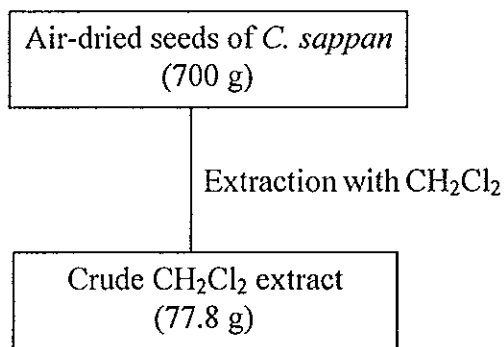 Air-dried seeds of C. sappan
(700 g)
Extraction with CH₂Cl₂
Crude CH₂Cl₂ extract
(77.8 g)